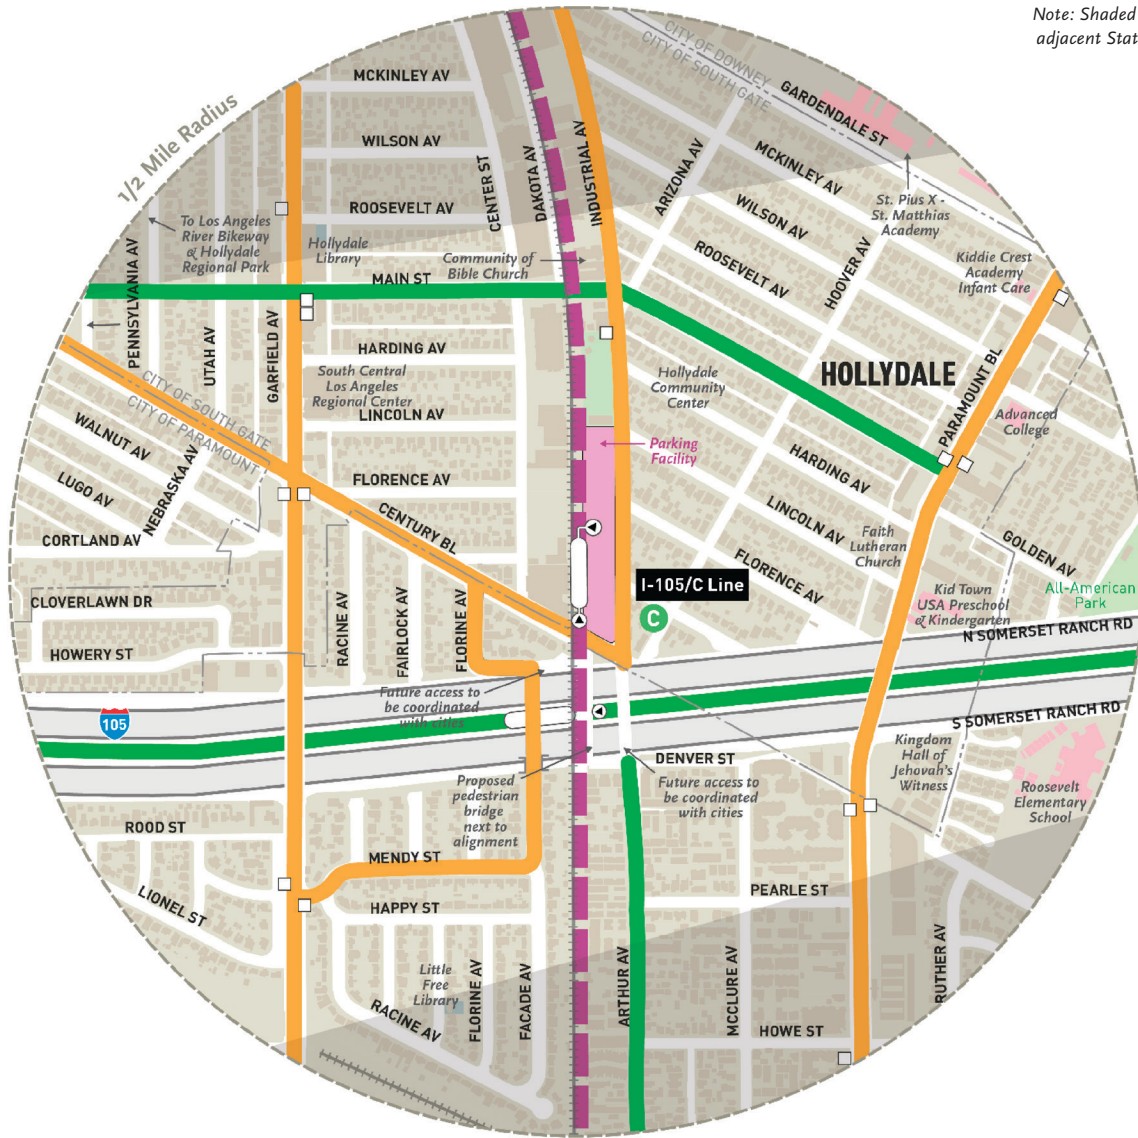 Note: Shaded
adjacent Stat
1/2 Mile Radius
CITY OF DOWNEY
CITY OF SOUTH GATE
GARDENDALE ST
MCKINLEY AV
WILSON AV
ROOSEVELT AV
CENTER ST
DAKOTA AV
INDUSTRIAL AV
ARIZONA AV
MCKINLEY AV
WILSON AV
ROOSEVELT AV
HOOVER AV
St. Pius X -
St. Matthias
Academy
Kiddie Crest
Academy
Infant Care
To Los Angeles
River Bikeway
& Hollydale
Regional Park
Hollydale
Library
Community of
Bible Church
MAIN ST
PENNSYLVANIA AV
UTAH AV
GARFIELD AV
HARDING AV
South Central
Los Angeles
Regional Center
LINCOLN AV
Hollydale
Community
Center
HOLLYDALE
PARAMOUNT BL
Advanced
College
CITY OF SOUTH GATE
CITY OF PARAMOUNT
WALNUT AV
LUGO AV
NEBRASKA AV
CORTLAND AV
FLORENCE AV
CENTURY BL
Parking
Facility
HARDING AV
LINCOLN AV
FLORENCE AV
Faith
Lutheran
Church
GOLDEN AV
All-American
Park
Kid Town
USA Preschool
& Kindergarten
N SOMERSET RANCH RD
I-105/C Line
C
CLOVERLAWN DR
HOWERY ST
RACINE AV
FAIRLOCK AV
FLORINE AV
Future access to
be coordinated
with cities
105
S SOMERSET RANCH RD
Kingdom
Hall of
Jehovah's
Witness
Roosevelt
Elementary
School
DENVER ST
Proposed
pedestrian
bridge
next to
alignment
Future access to
be coordinated
with cities
ROOD ST
MENDY ST
LIONEL ST
HAPPY ST
PEARLE ST
Little
Free
Library
RACINE AV
FLORINE AV
FACADE AV
ARTHUR AV
MCCLURE AV
RUTHER AV
HOWE ST